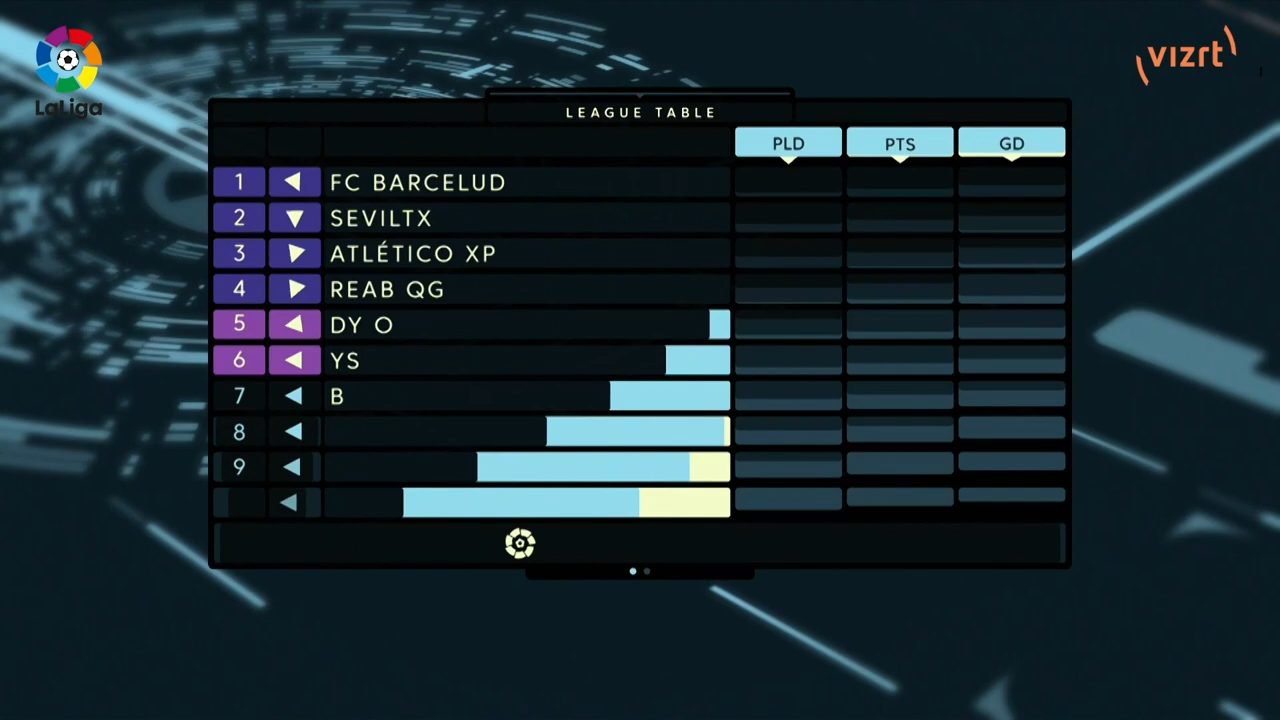 LaLiga
vizrt
LEAGUE TABLE
PLD PTS GD
1 FC BARCELUD
2 SEVILTX
3 ATLÉTICO XP
4 REAB QG
5 DY O
6 YS
7 B
8
9